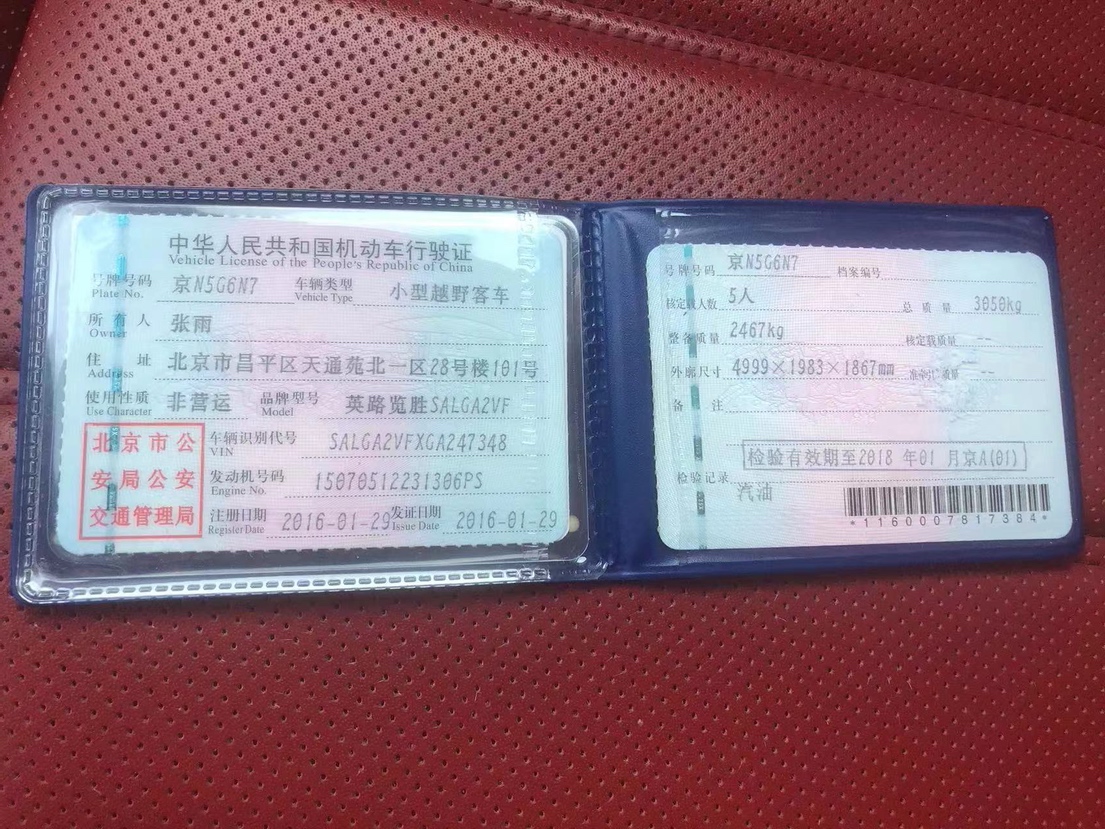 中华人民共和国机动车行驶证
Vehicle License of the People's Republic of China
号牌号码 京N5G6N7 车辆类型 小型越野客车
Plate No. Vehicle Type
所有人 张雨
Owner
住址 北京市昌平区天通苑北一区28号楼101号
Address
使用性质 非营运 品牌型号 英路览胜SALGA2VF
Use Character Model
北京市公
安局公安
交通管理局
车辆识别代号 SALGA2VFXGA247348
VIN
发动机号码 15070512231306PS
Engine No.
注册日期 2016-01-29 发证日期 2016-01-29
Register Date Issue Date
号牌号码 京N5G6N7 档案编号
核定载人数 5人 总质量 3050kg
整备质量 2467kg 核定载质量 --
外廓尺寸 4999×1983×1867㎜ 准牵引总质量 --
备注
检验有效期至2018 年01 月京A(01)
检验记录
汽油
*1160007817384*